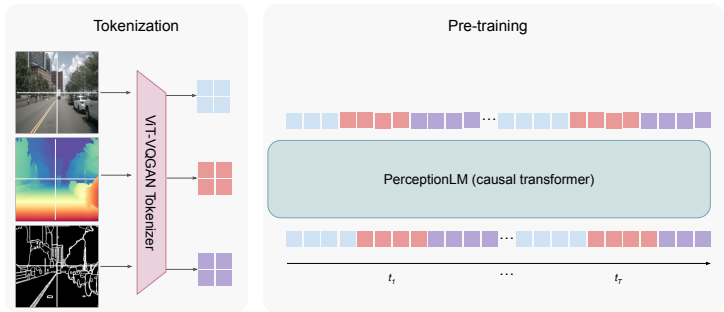 Tokenization
Pre-training
ViT-VQGAN Tokenizer
...
PerceptionLM (causal transformer)
...
t1
...
tT